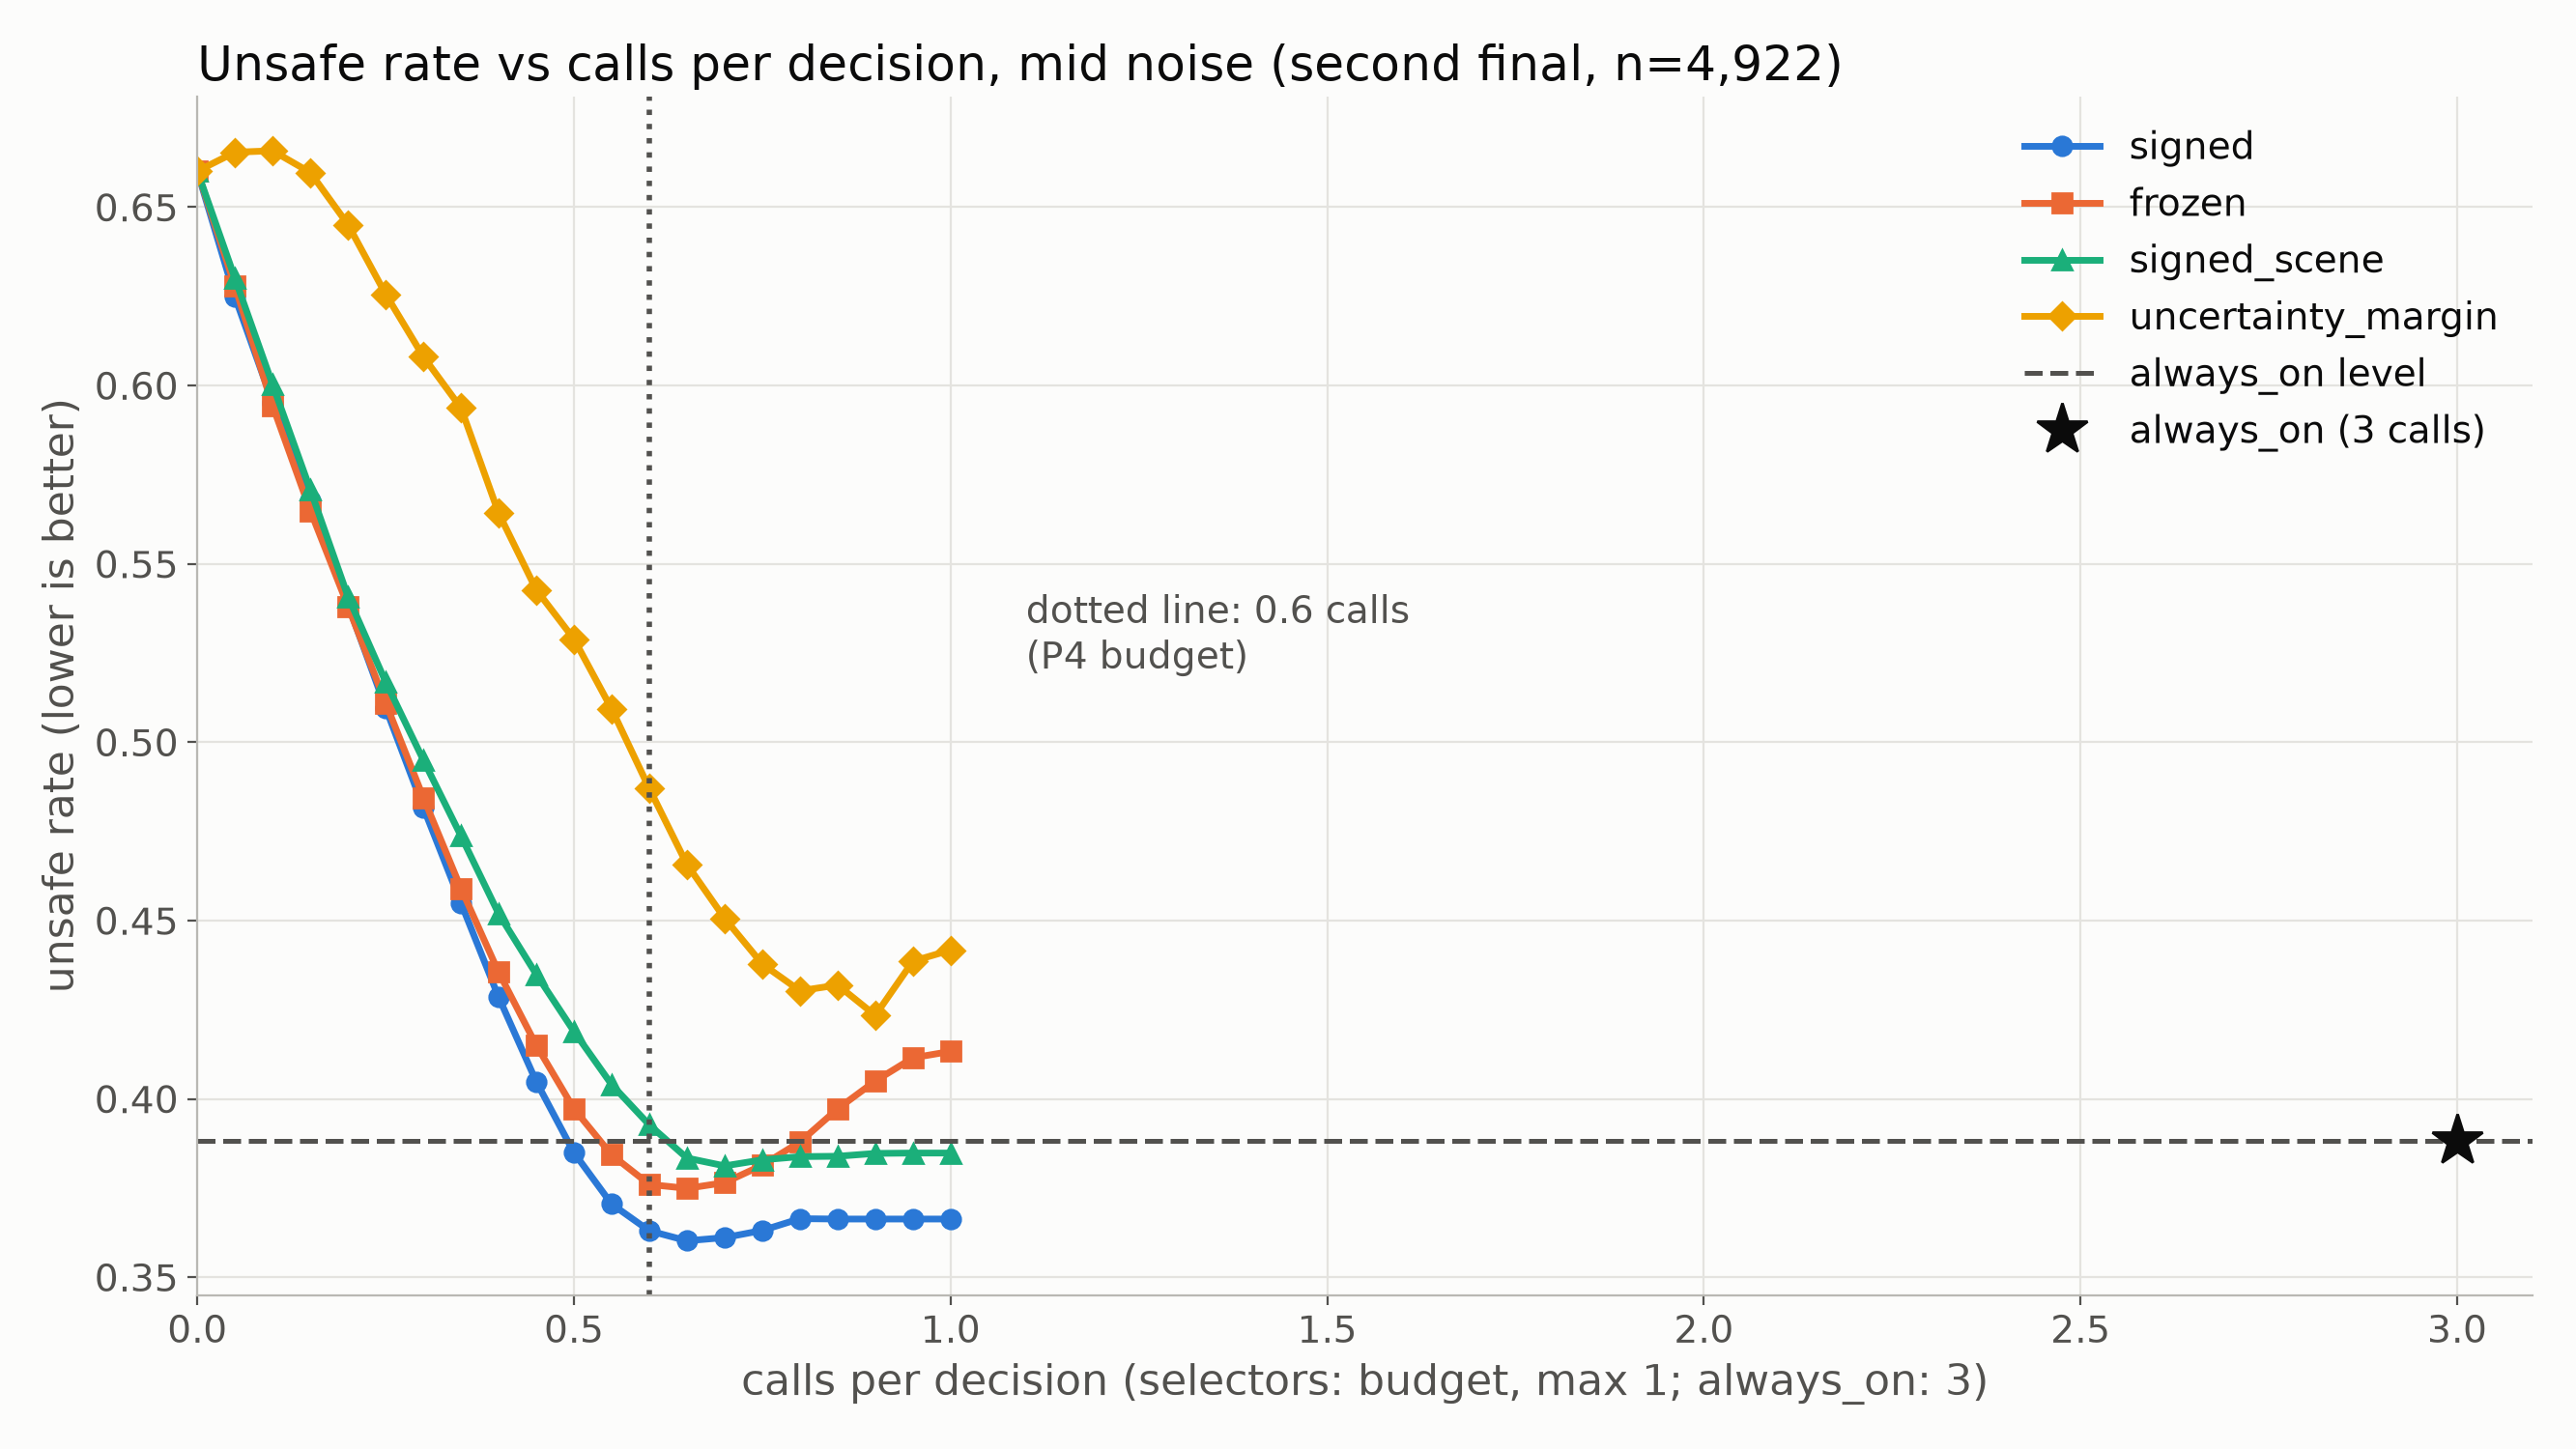 Unsafe rate vs calls per decision, mid noise (second final, n=4,922)
signed
frozen
signed_scene
uncertainty_margin
always_on level
always_on (3 calls)
dotted line: 0.6 calls
(P4 budget)
unsafe rate (lower is better)
0.65
0.60
0.55
0.50
0.45
0.40
0.35
0.0 0.5 1.0 1.5 2.0 2.5 3.0
calls per decision (selectors: budget, max 1; always_on: 3)